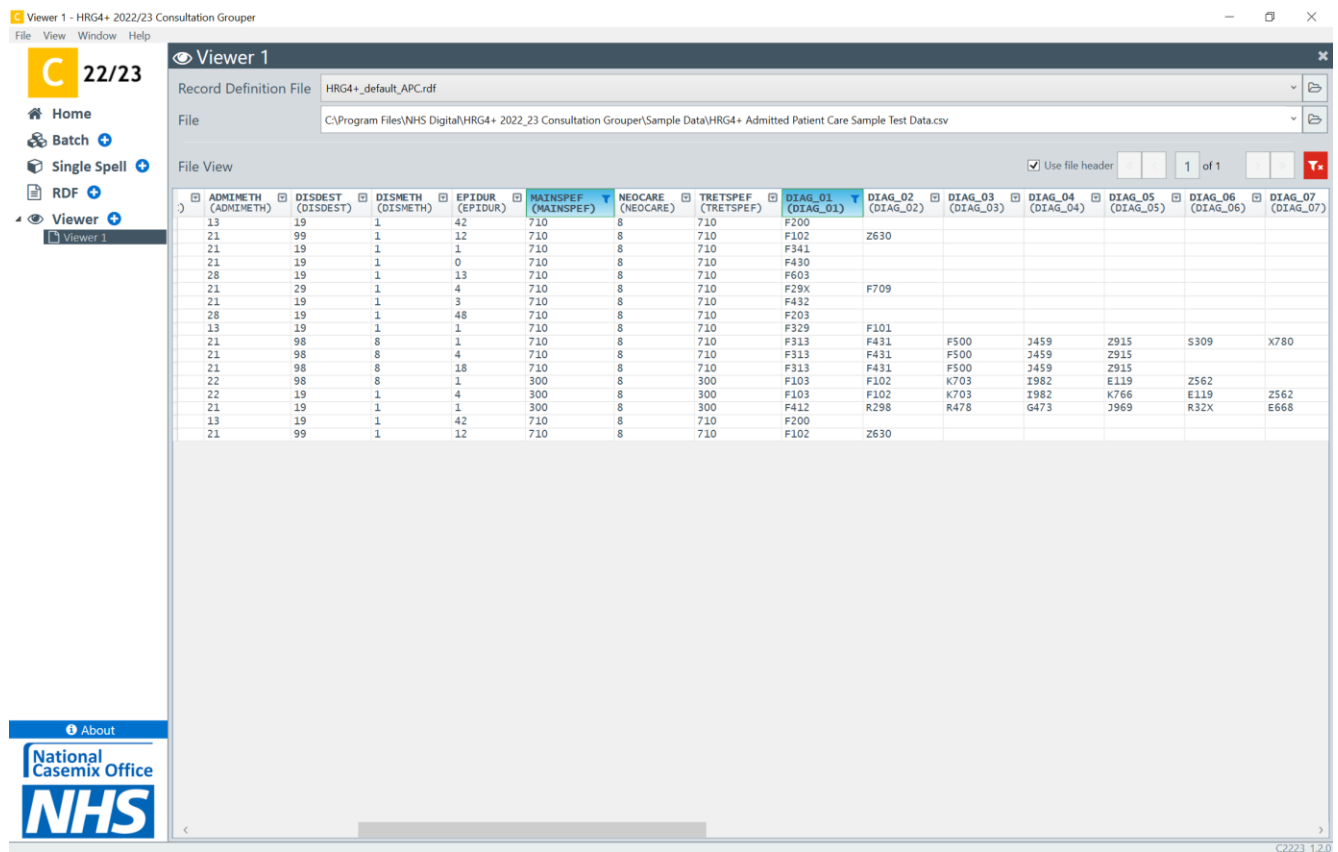 C Viewer 1 - HRG4+ 2022/23 Consultation Grouper
File View Window Help
C 22/23
Home
Batch
Single Spell
RDF
Viewer
Viewer 1
Viewer 1
Record Definition File HRG4+_default_APC.rdf
File C:\Program Files\NHS Digital\HRG4+ 2022_23 Consultation Grouper\Sample Data\HRG4+ Admitted Patient Care Sample Test Data.csv
File View Use file header 1 of 1
ADMIMETH DISDEST DISMETH EPIDUR MAINSPEF NEOCARE TRETSPEF DIAG_01 DIAG_02 DIAG_03 DIAG_04 DIAG_05 DIAG_06 DIAG_07
) (ADMIMETH) (DISDEST) (DISMETH) (EPIDUR) (MAINSPEF) (NEOCARE) (TRETSPEF) (DIAG_01) (DIAG_02) (DIAG_03) (DIAG_04) (DIAG_05) (DIAG_06) (DIAG_07)
13 19 1 42 710 8 710 F200
21 99 1 12 710 8 710 F102 Z630
21 19 1 1 710 8 710 F341
21 19 1 0 710 8 710 F430
28 19 1 13 710 8 710 F603
21 29 1 4 710 8 710 F29X F709
21 19 1 3 710 8 710 F432
28 19 1 48 710 8 710 F203
13 19 1 1 710 8 710 F329 F101
21 98 8 1 710 8 710 F313 F431 F500 J459 Z915 S309 X780
21 98 8 4 710 8 710 F313 F431 F500 J459 Z915
21 98 8 18 710 8 710 F313 F431 F500 J459 Z915
22 98 8 1 300 8 300 F103 F102 K703 I982 E119 Z562
22 19 1 4 300 8 300 F103 F102 K703 I982 K766 E119 Z562
21 19 1 1 300 8 300 F412 R298 R478 G473 J969 R32X E668
13 19 1 42 710 8 710 F200
21 99 1 12 710 8 710 F102 Z630
About
National
Casemix Office
NHS
C2223 1.2.0